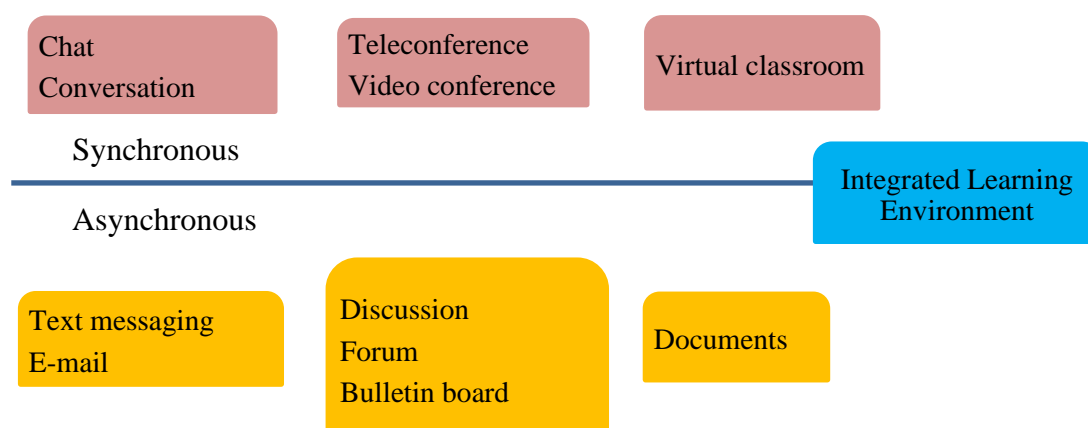 Chat
Conversation
Teleconference
Video conference
Virtual classroom
Synchronous
Integrated Learning
Environment
Asynchronous
Text messaging
E-mail
Discussion
Forum
Bulletin board
Documents